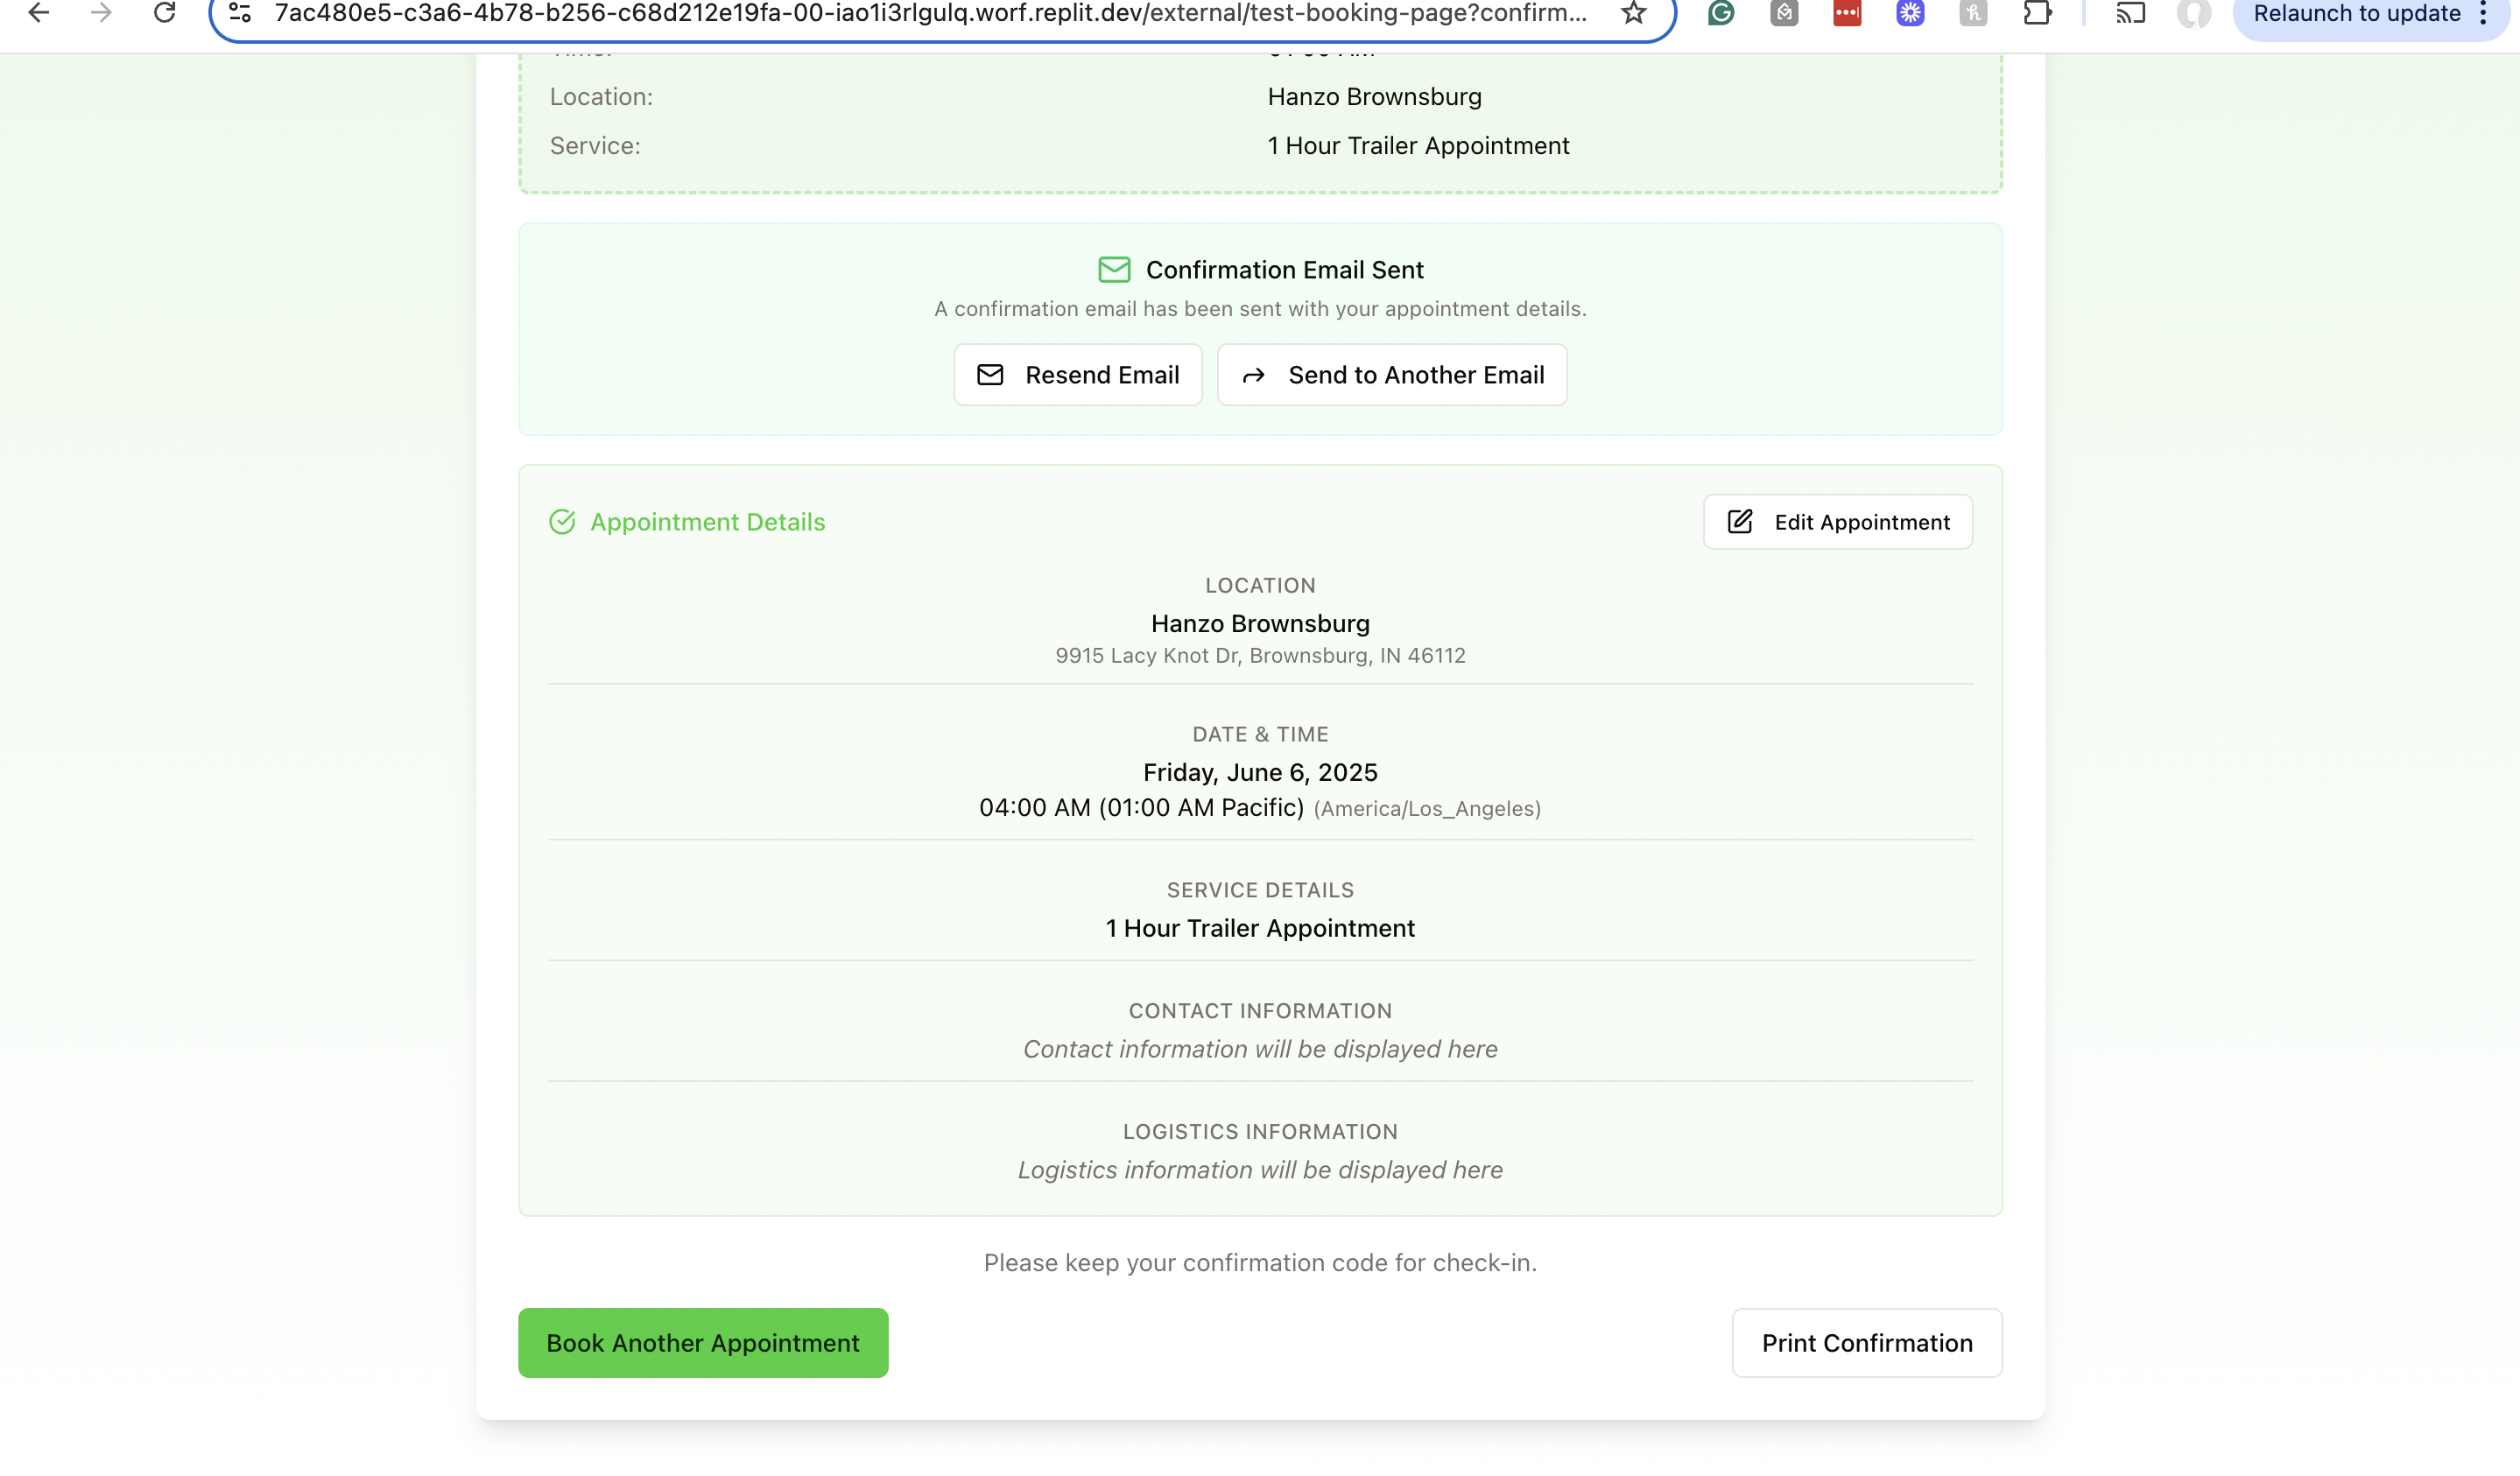 7ac480e5-c3a6-4b78-b256-c68d212e19fa-00-iao1i3rlgulq.worf.replit.dev/external/test-booking-page?confirm...
Relaunch to update
Time:
01:00 AM
Location:
Hanzo Brownsburg
Service:
1 Hour Trailer Appointment
Confirmation Email Sent
A confirmation email has been sent with your appointment details.
Resend Email
Send to Another Email
Appointment Details
Edit Appointment
LOCATION
Hanzo Brownsburg
9915 Lacy Knot Dr, Brownsburg, IN 46112
DATE & TIME
Friday, June 6, 2025
04:00 AM (01:00 AM Pacific) (America/Los_Angeles)
SERVICE DETAILS
1 Hour Trailer Appointment
CONTACT INFORMATION
Contact information will be displayed here
LOGISTICS INFORMATION
Logistics information will be displayed here
Please keep your confirmation code for check-in.
Book Another Appointment
Print Confirmation